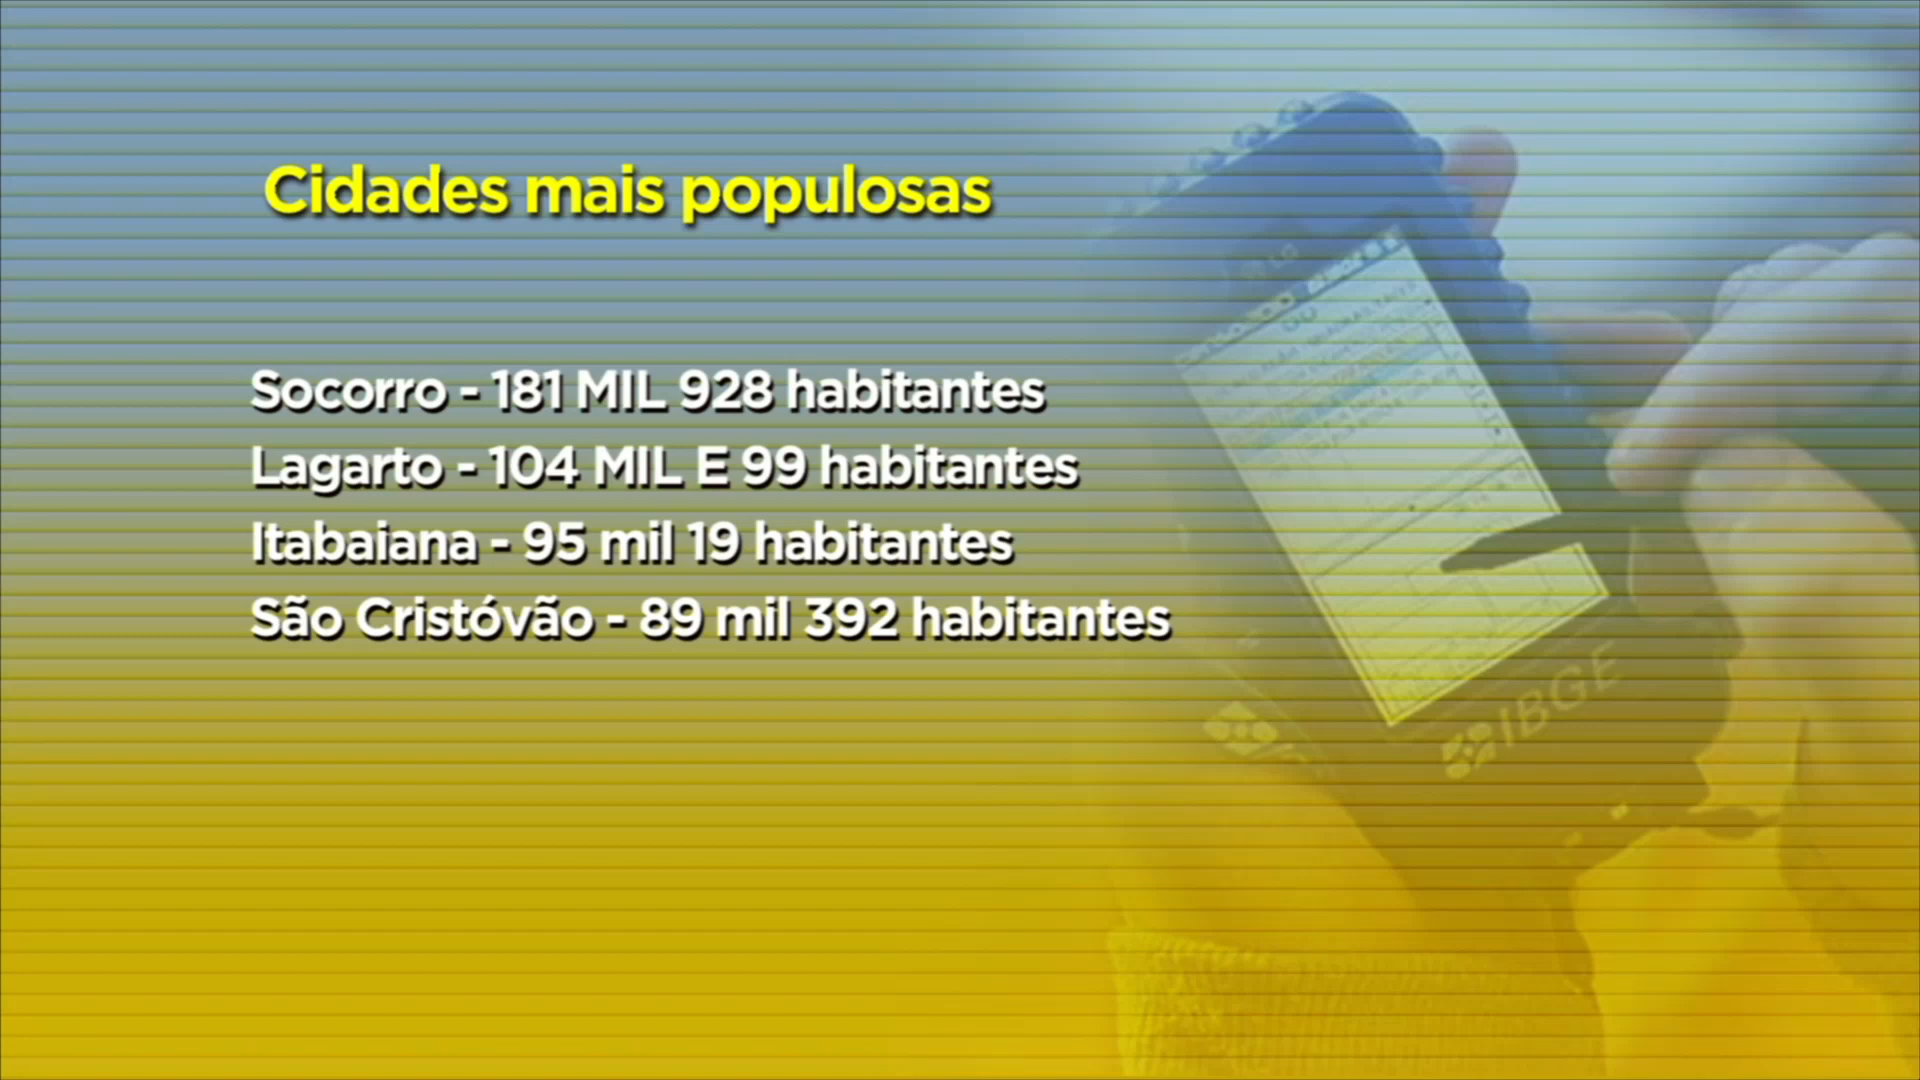 Cidades mais populosas
Socorro - 181 MIL 928 habitantes
Lagarto - 104 MIL E 99 habitantes
Itabaiana - 95 mil 19 habitantes
São Cristóvão - 89 mil 392 habitantes
LG
IBGE